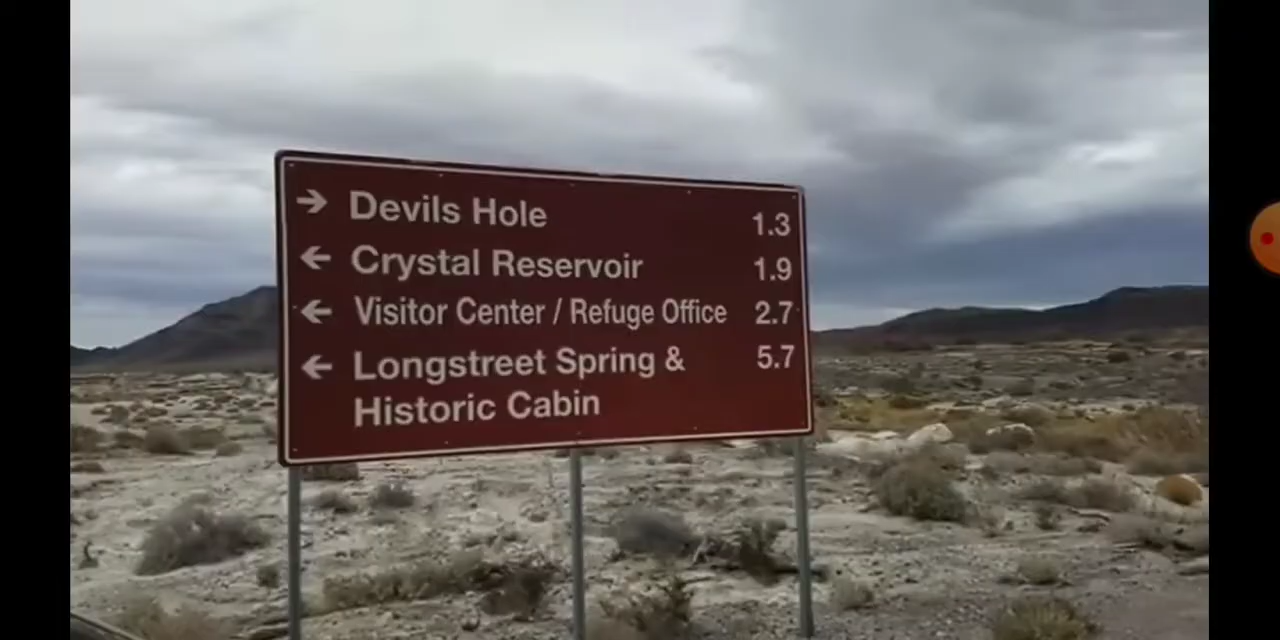 → Devils Hole 1.3
← Crystal Reservoir 1.9
← Visitor Center / Refuge Office 2.7
← Longstreet Spring & 5.7
Historic Cabin